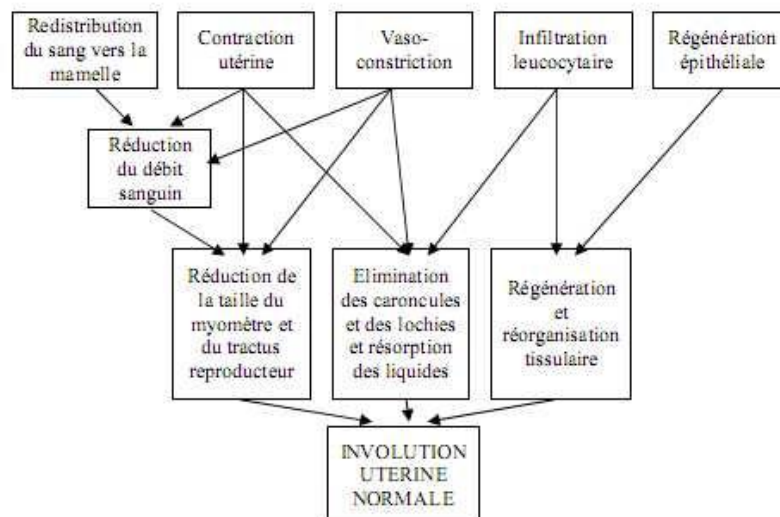 Redistribution
du sang vers la
mamelle
Contraction
utérine
Vaso-
constriction
Infiltration
leucocytaire
Régénération
épithéliale
Réduction
du débit
sanguin
Réduction de
la taille du
myomètre et
du tractus
reproducteur
Elimination
des caroncules
et des lochies
et résorption
des liquides
Régénération
et
réorganisation
tissulaire
INVOLUTION
UTERINE
NORMALE